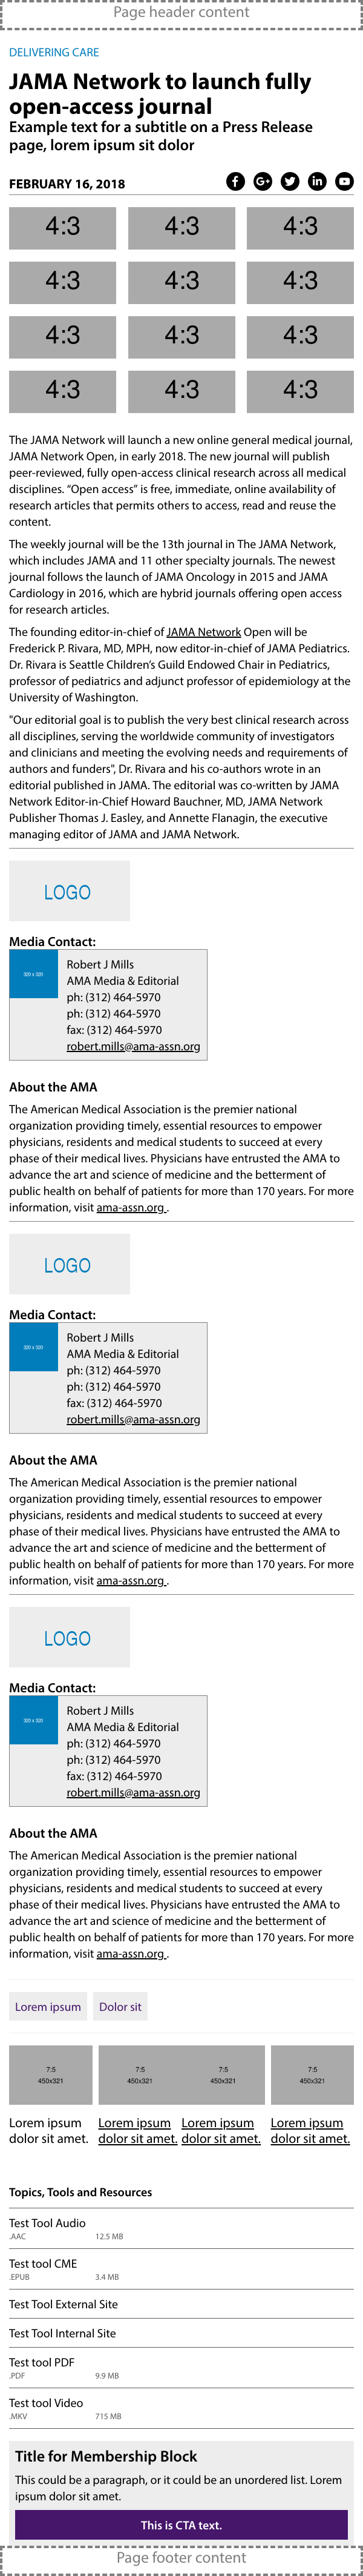 Page header content
DELIVERING CARE
JAMA Network to launch fully
open-access journal
Example text for a subtitle on a Press Release
page, lorem ipsum sit dolor
FEBRUARY 16, 2018
4:3 4:3 4:3
4:3 4:3 4:3
4:3 4:3 4:3
4:3 4:3 4:3
The JAMA Network will launch a new online general medical journal,
JAMA Network Open, in early 2018. The new journal will publish
peer-reviewed, fully open-access clinical research across all medical
disciplines. “Open access” is free, immediate, online availability of
research articles that permits others to access, read and reuse the
content.
The weekly journal will be the 13th journal in The JAMA Network,
which includes JAMA and 11 other specialty journals. The newest
journal follows the launch of JAMA Oncology in 2015 and JAMA
Cardiology in 2016, which are hybrid journals offering open access
for research articles.
The founding editor-in-chief of JAMA Network Open will be
Frederick P. Rivara, MD, MPH, now editor-in-chief of JAMA Pediatrics.
Dr. Rivara is Seattle Children’s Guild Endowed Chair in Pediatrics,
professor of pediatrics and adjunct professor of epidemiology at the
University of Washington.
"Our editorial goal is to publish the very best clinical research across
all disciplines, serving the worldwide community of investigators
and clinicians and meeting the evolving needs and requirements of
authors and funders", Dr. Rivara and his co-authors wrote in an
editorial published in JAMA. The editorial was co-written by JAMA
Network Editor-in-Chief Howard Bauchner, MD, JAMA Network
Publisher Thomas J. Easley, and Annette Flanagin, the executive
managing editor of JAMA and JAMA Network.
LOGO
Media Contact:
320 x 320
Robert J Mills
AMA Media & Editorial
ph: (312) 464-5970
ph: (312) 464-5970
fax: (312) 464-5970
robert.mills@ama-assn.org
About the AMA
The American Medical Association is the premier national
organization providing timely, essential resources to empower
physicians, residents and medical students to succeed at every
phase of their medical lives. Physicians have entrusted the AMA to
advance the art and science of medicine and the betterment of
public health on behalf of patients for more than 170 years. For more
information, visit ama-assn.org .
LOGO
Media Contact:
320 x 320
Robert J Mills
AMA Media & Editorial
ph: (312) 464-5970
ph: (312) 464-5970
fax: (312) 464-5970
robert.mills@ama-assn.org
About the AMA
The American Medical Association is the premier national
organization providing timely, essential resources to empower
physicians, residents and medical students to succeed at every
phase of their medical lives. Physicians have entrusted the AMA to
advance the art and science of medicine and the betterment of
public health on behalf of patients for more than 170 years. For more
information, visit ama-assn.org .
LOGO
Media Contact:
320 x 320
Robert J Mills
AMA Media & Editorial
ph: (312) 464-5970
ph: (312) 464-5970
fax: (312) 464-5970
robert.mills@ama-assn.org
About the AMA
The American Medical Association is the premier national
organization providing timely, essential resources to empower
physicians, residents and medical students to succeed at every
phase of their medical lives. Physicians have entrusted the AMA to
advance the art and science of medicine and the betterment of
public health on behalf of patients for more than 170 years. For more
information, visit ama-assn.org .
Lorem ipsum Dolor sit
7:5 7:5 7:5 7:5
450x321 450x321 450x321 450x321
Lorem ipsum Lorem ipsum Lorem ipsum Lorem ipsum
dolor sit amet. dolor sit amet. dolor sit amet. dolor sit amet.
Topics, Tools and Resources
Test Tool Audio
.AAC 12.5 MB
Test tool CME
.EPUB 3.4 MB
Test Tool External Site
Test Tool Internal Site
Test tool PDF
.PDF 9.9 MB
Test tool Video
.MKV 715 MB
Title for Membership Block
This could be a paragraph, or it could be an unordered list. Lorem
ipsum dolor sit amet.
This is CTA text.
Page footer content